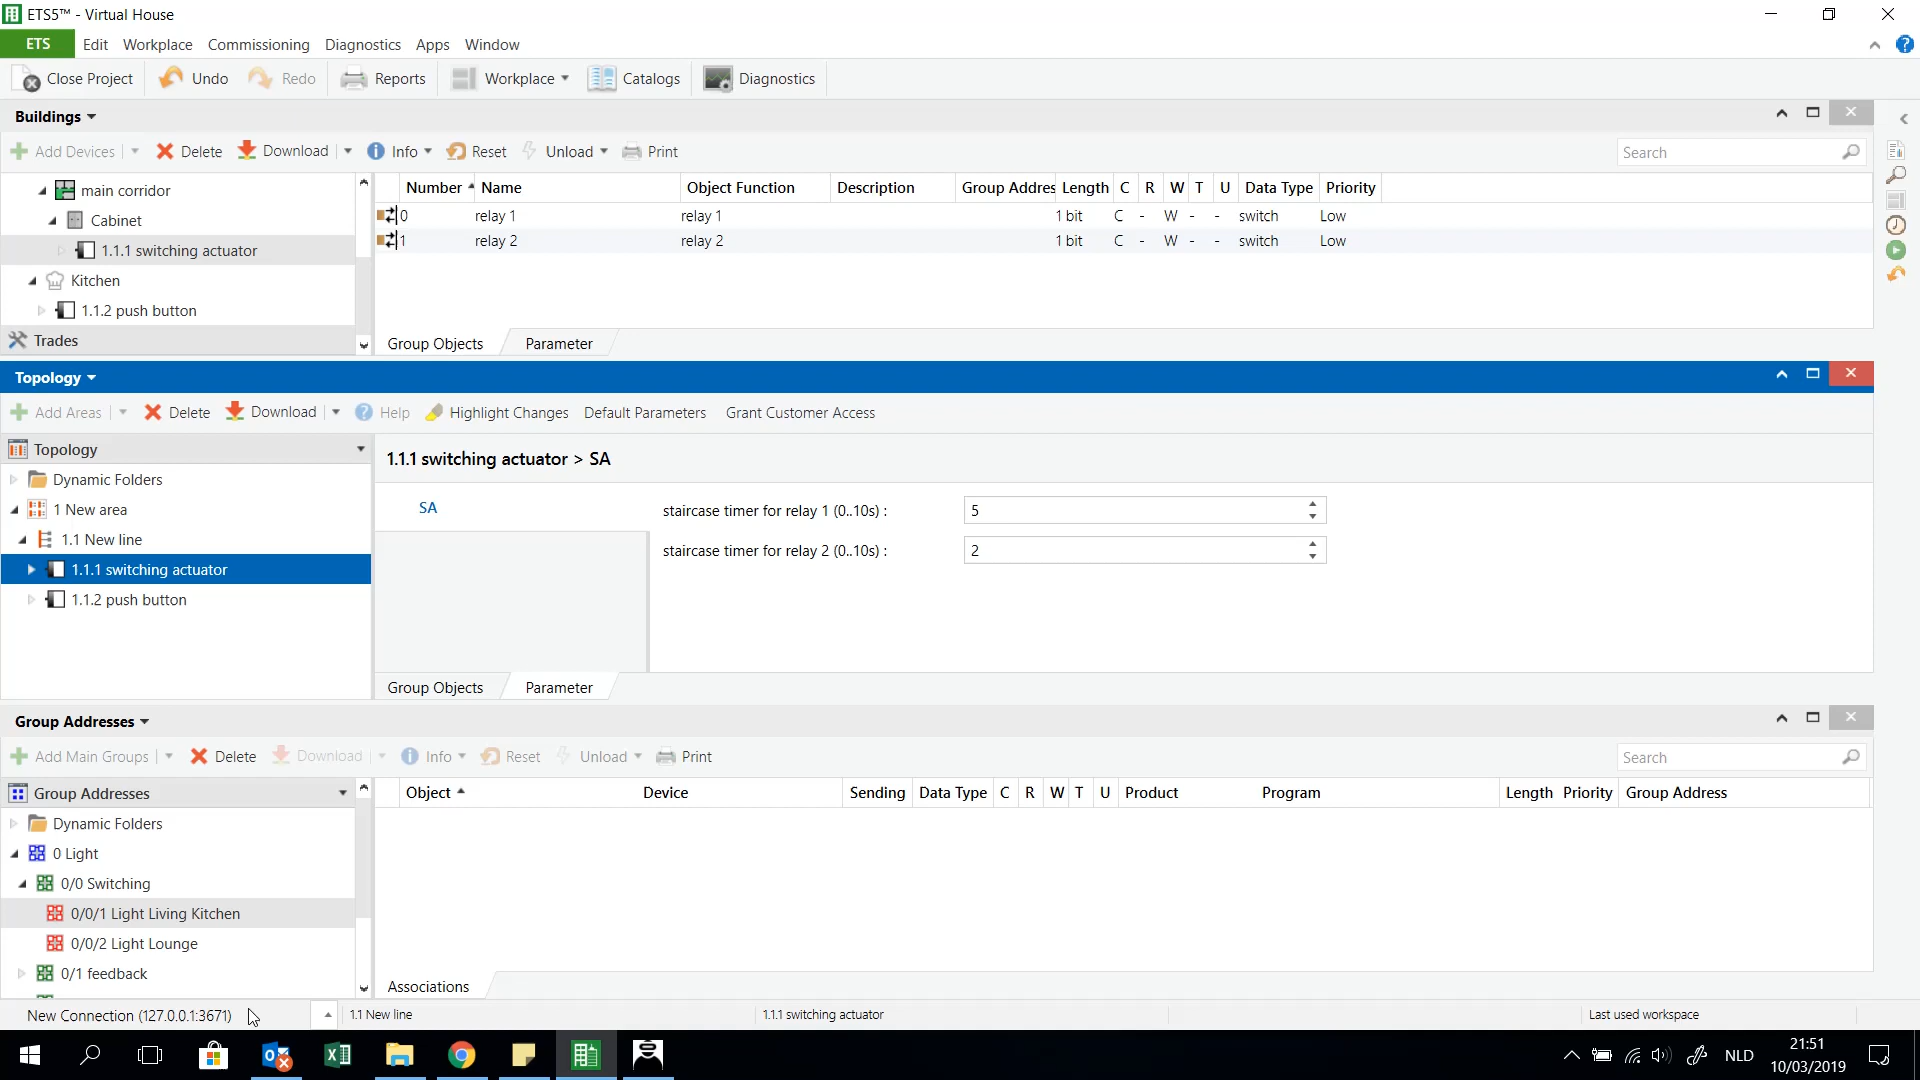 ETS5™ - Virtual House
ETS Edit Workplace Commissioning Diagnostics Apps Window
Close Project Undo Redo Reports Workplace Catalogs Diagnostics
Buildings
Add Devices Delete Download Info Reset Unload Print Search
main corridor
Cabinet
1.1.1 switching actuator
Kitchen
1.1.2 push button
Trades
Number Name Object Function Description Group Addres Length C R W T U Data Type Priority
0 relay 1 relay 1 1 bit C - W - - switch Low
1 relay 2 relay 2 1 bit C - W - - switch Low
Group Objects Parameter
Topology
Add Areas Delete Download Help Highlight Changes Default Parameters Grant Customer Access
Topology
Dynamic Folders
1 New area
1.1 New line
1.1.1 switching actuator
1.1.2 push button
1.1.1 switching actuator > SA
SA
staircase timer for relay 1 (0..10s) : 5
staircase timer for relay 2 (0..10s) : 2
Group Objects Parameter
Group Addresses
Add Main Groups Delete Download Info Reset Unload Print Search
Group Addresses
Dynamic Folders
0 Light
0/0 Switching
0/0/1 Light Living Kitchen
0/0/2 Light Lounge
0/1 feedback
Object Device Sending Data Type C R W T U Product Program Length Priority Group Address
Associations
New Connection (127.0.0.1:3671) 1.1 New line 1.1.1 switching actuator Last used workspace
NLD
21:51
10/03/2019